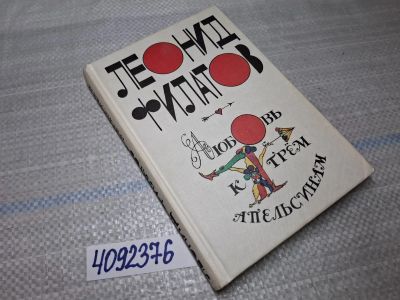 ЛЕОНИД
ФИЛАТОВ
ЛЮБОВЬ
К ТРЁМ
АПЕЛЬСИНАМ
4092376